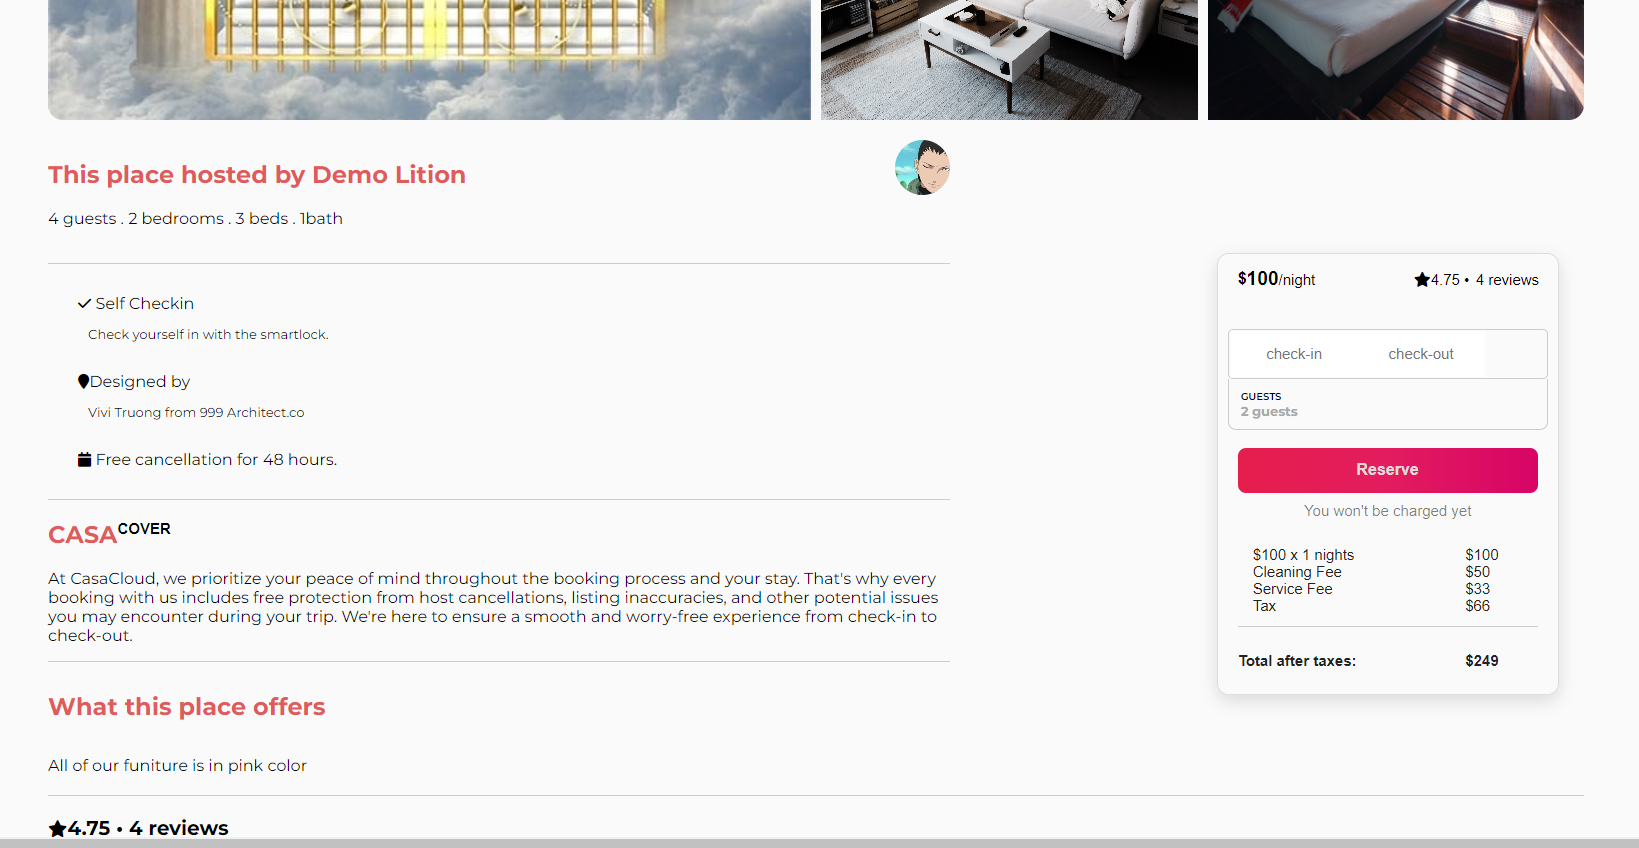 This place hosted by Demo Lition
4 guests . 2 bedrooms . 3 beds . 1bath
Self Checkin
Check yourself in with the smartlock.
Designed by
Vivi Truong from 999 Architect.co
Free cancellation for 48 hours.
CASACOVER
At CasaCloud, we prioritize your peace of mind throughout the booking process and your stay. That's why every
booking with us includes free protection from host cancellations, listing inaccuracies, and other potential issues
you may encounter during your trip. We're here to ensure a smooth and worry-free experience from check-in to
check-out.
What this place offers
All of our funiture is in pink color
4.75 • 4 reviews
$100/night 4.75 • 4 reviews
check-in check-out
GUESTS
2 guests
Reserve
You won't be charged yet
$100 x 1 nights $100
Cleaning Fee $50
Service Fee $33
Tax $66
Total after taxes: $249